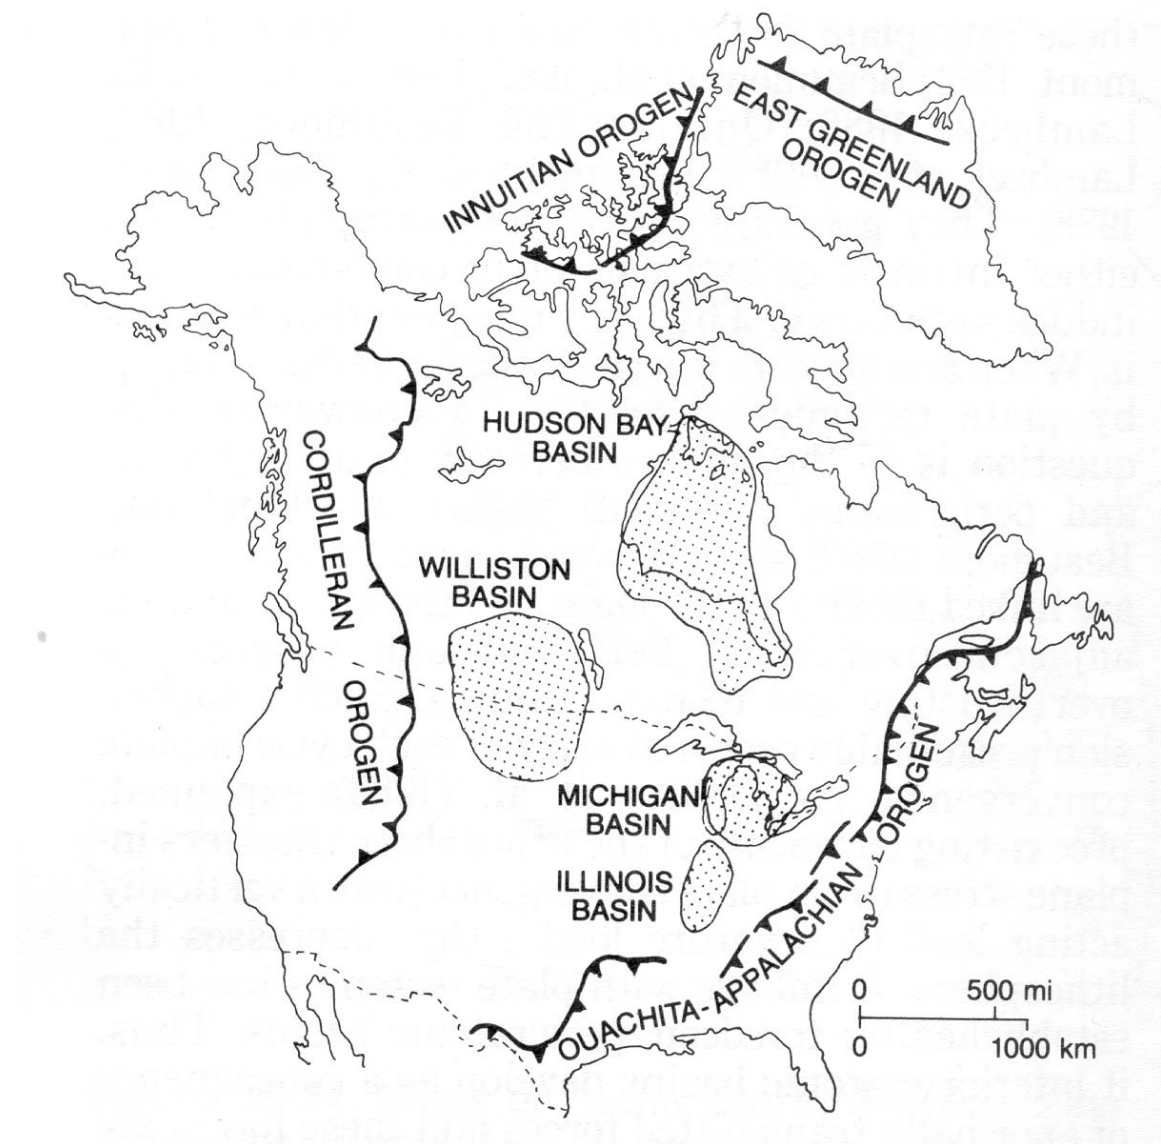 INNUITIAN OROGEN
EAST GREENLAND
OROGEN
HUDSON BAY
BASIN
CORDILLERAN OROGEN
WILLISTON
BASIN
MICHIGAN
BASIN
ILLINOIS
BASIN
OUACHITA-APPALACHIAN OROGEN
0 500 mi
0 1000 km